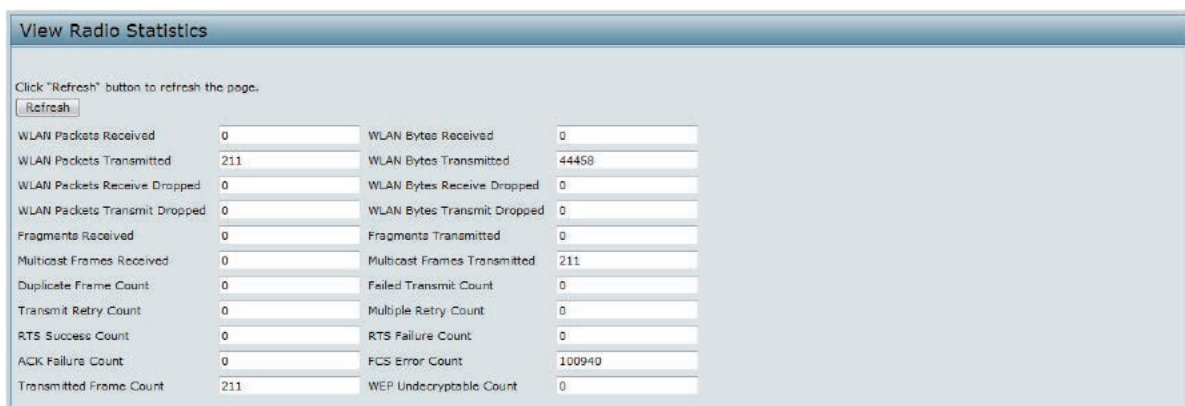 View Radio Statistics
Click "Refresh" button to refresh the page.
Refresh
WLAN Packets Received 0 WLAN Bytes Received 0
WLAN Packets Transmitted 211 WLAN Bytes Transmitted 44458
WLAN Packets Receive Dropped 0 WLAN Bytes Receive Dropped 0
WLAN Packets Transmit Dropped 0 WLAN Bytes Transmit Dropped 0
Fragments Received 0 Fragments Transmitted 0
Multicast Frames Received 0 Multicast Frames Transmitted 211
Duplicate Frame Count 0 Failed Transmit Count 0
Transmit Retry Count 0 Multiple Retry Count 0
RTS Success Count 0 RTS Failure Count 0
ACK Failure Count 0 FCS Error Count 100940
Transmitted Frame Count 211 WEP Undecryptable Count 0